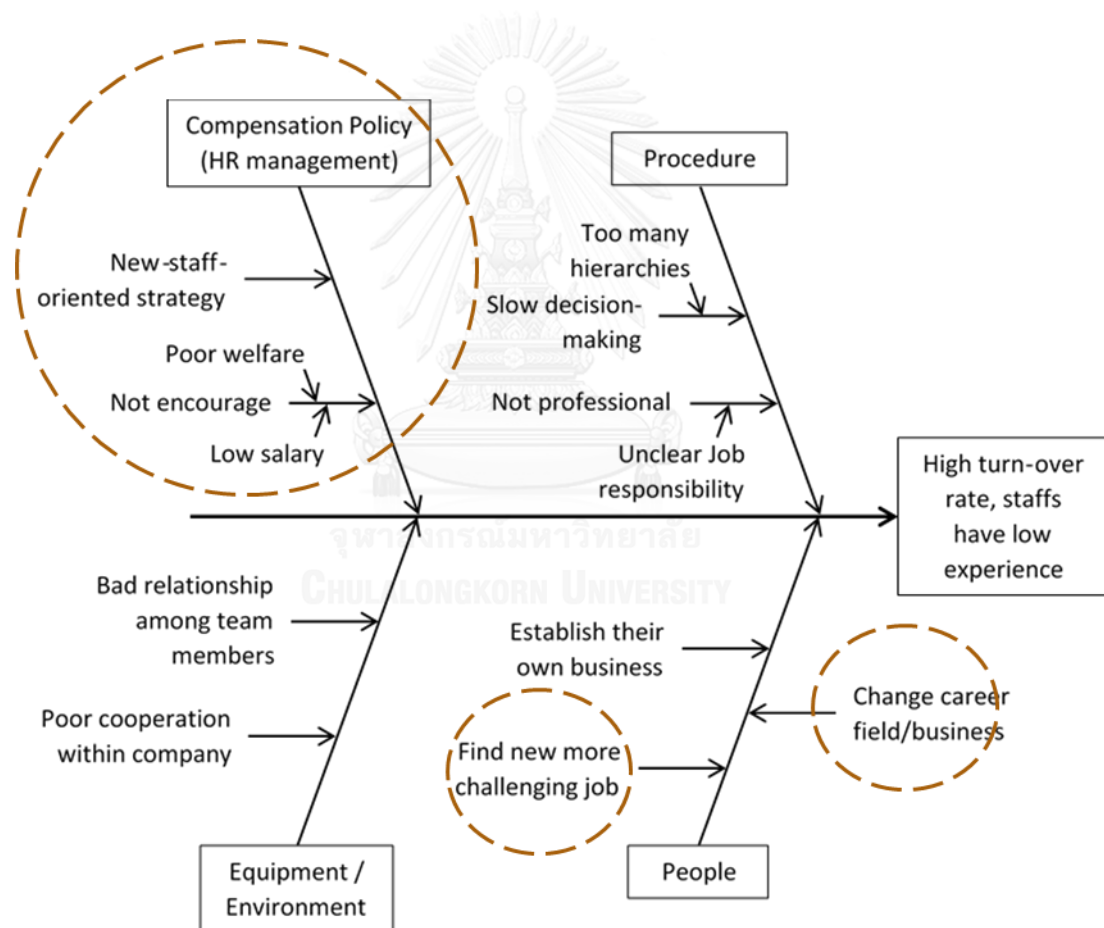 Compensation Policy
(HR management)
Procedure
New-staff-
oriented strategy
Poor welfare
Not encourage
Low salary
Too many
hierarchies
Slow decision-
making
Not professional
Unclear Job
responsibility
High turn-over
rate, staffs
have low
experience
จุฬาลงกรณ์มหาวิทยาลัย
CHULALONGKORN UNIVERSITY
Bad relationship
among team
members
Poor cooperation
within company
Establish their
own business
Change career
field/business
Find new more
challenging job
Equipment /
Environment
People